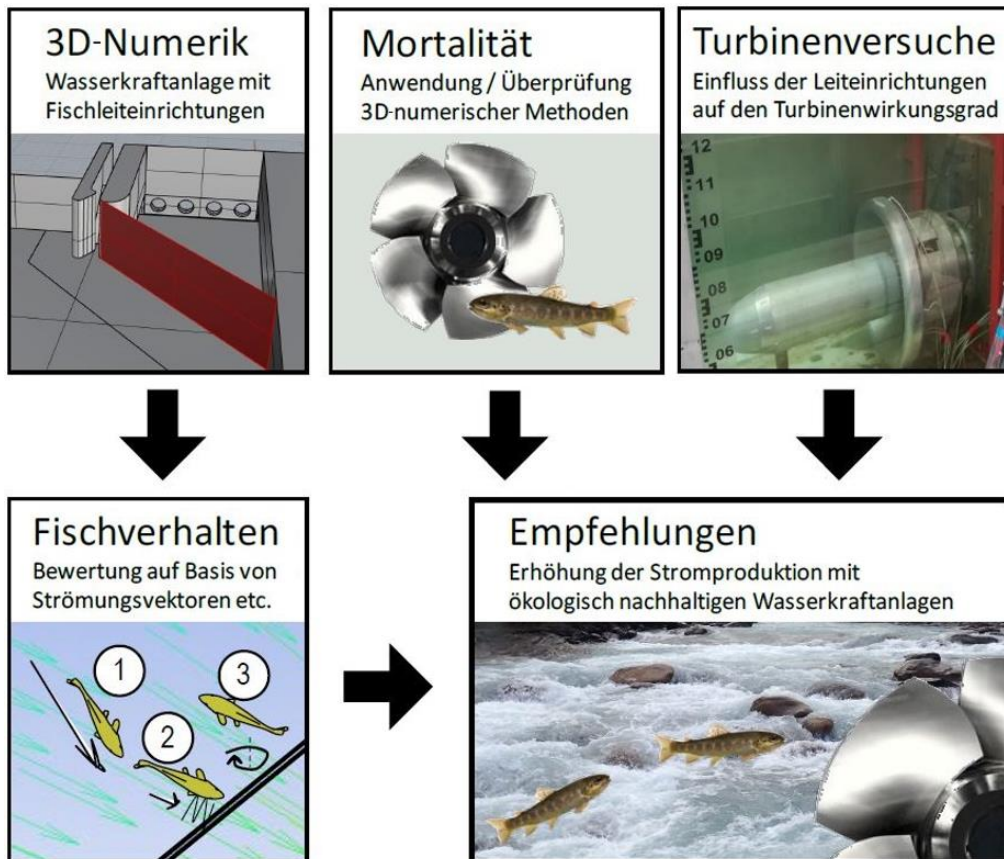 3D-Numerik
Wasserkraftanlage mit
Fischleiteinrichtungen
Mortalität
Anwendung / Überprüfung
3D-numerischer Methoden
Turbinenversuche
Einfluss der Leiteinrichtungen
auf den Turbinenwirkungsgrad
12
11
10
09
08
07
06
Fischverhalten
Bewertung auf Basis von
Strömungsvektoren etc.
1
2
3
Empfehlungen
Erhöhung der Stromproduktion mit
ökologisch nachhaltigen Wasserkraftanlagen